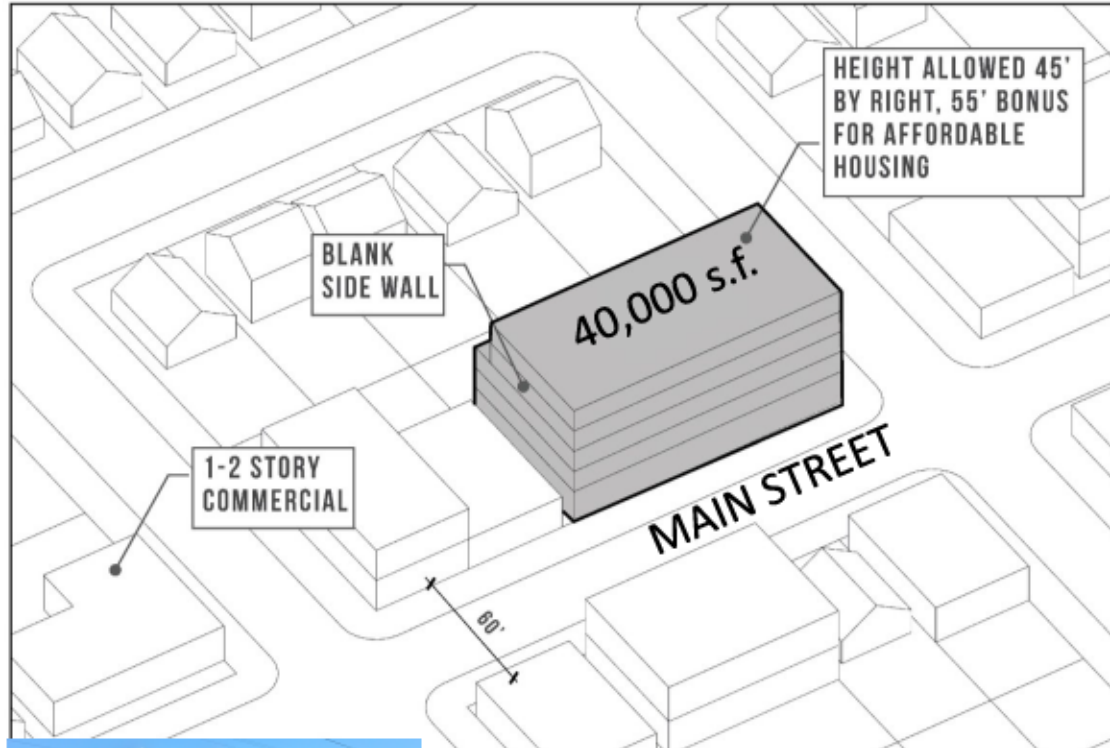 HEIGHT ALLOWED 45'
BY RIGHT, 55' BONUS
FOR AFFORDABLE
HOUSING
BLANK
SIDE WALL
40,000 s.f.
1-2 STORY
COMMERCIAL
MAIN STREET
60'